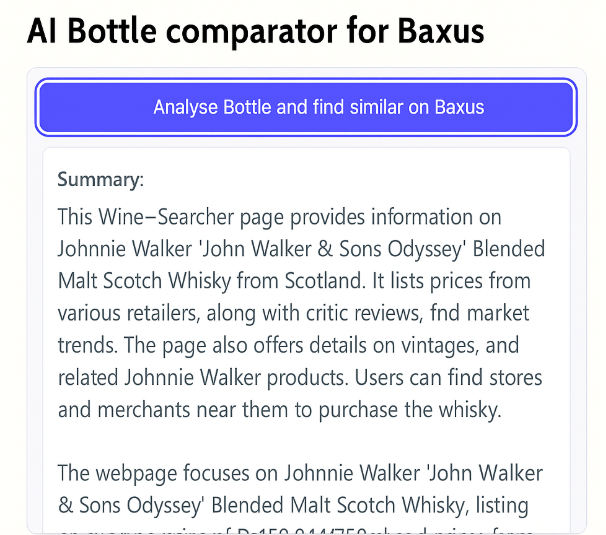 AI Bottle comparator for Baxus
Analyse Bottle and find similar on Baxus
Summary:
This Wine–Searcher page provides information on
Johnnie Walker 'John Walker & Sons Odyssey' Blended
Malt Scotch Whisky from Scotland. It lists prices from
various retailers, along with critic reviews, fnd market
trends. The page also offers details on vintages, and
related Johnnie Walker products. Users can find stores
and merchants near them to purchase the whisky.
The webpage focuses on Johnnie Walker 'John Walker
& Sons Odyssey' Blended Malt Scotch Whisky, listing